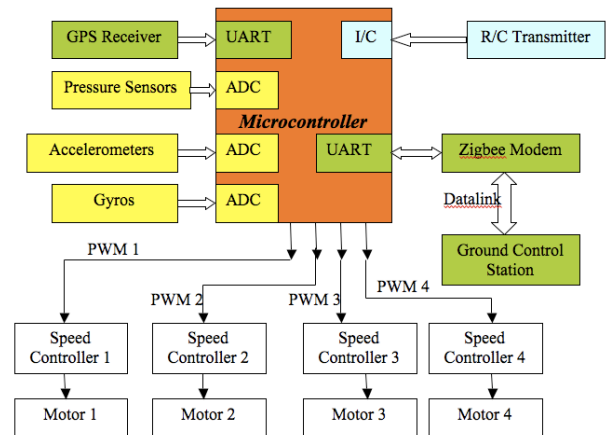 GPS Receiver
UART
I/C
R/C Transmitter
Pressure Sensors
ADC
Microcontroller
Accelerometers
ADC
UART
Zigbee Modem
Gyros
ADC
Datalink
PWM 1
Ground Control
Station
PWM 2
PWM 3
PWM 4
Speed
Controller 1
Speed
Controller 2
Speed
Controller 3
Speed
Controller 4
Motor 1
Motor 2
Motor 3
Motor 4